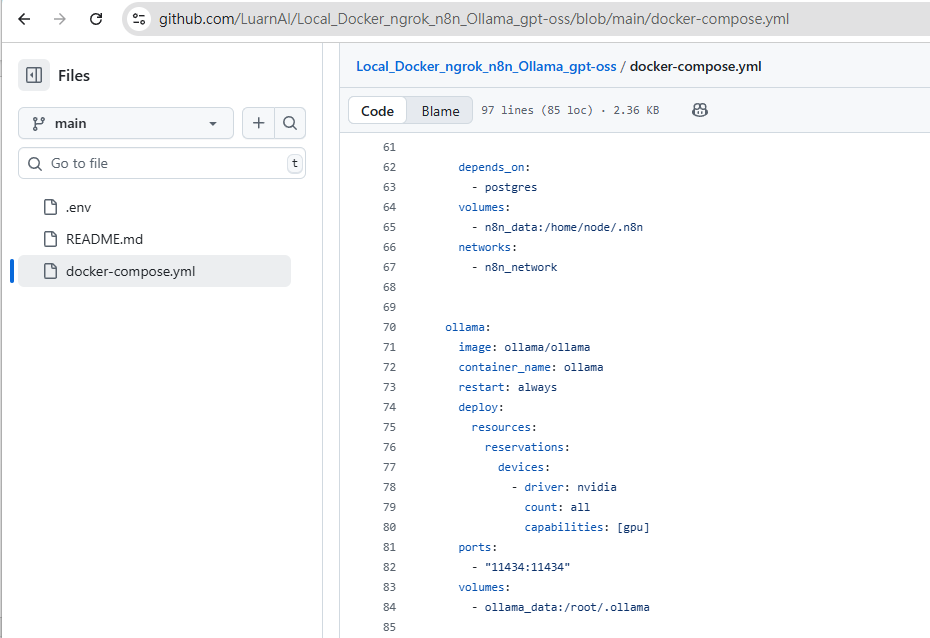 github.com/LuarnAI/Local_Docker_ngrok_n8n_Ollama_gpt-oss/blob/main/docker-compose.yml
Files
main
Go to file
t
.env
README.md
docker-compose.yml
Local_Docker_ngrok_n8n_Ollama_gpt-oss / docker-compose.yml
Code Blame 97 lines (85 loc) · 2.36 KB
61
62 depends_on:
63 - postgres
64 volumes:
65 - n8n_data:/home/node/.n8n
66 networks:
67 - n8n_network
68
69
70 ollama:
71 image: ollama/ollama
72 container_name: ollama
73 restart: always
74 deploy:
75 resources:
76 reservations:
77 devices:
78 - driver: nvidia
79 count: all
80 capabilities: [gpu]
81 ports:
82 - "11434:11434"
83 volumes:
84 - ollama_data:/root/.ollama
85